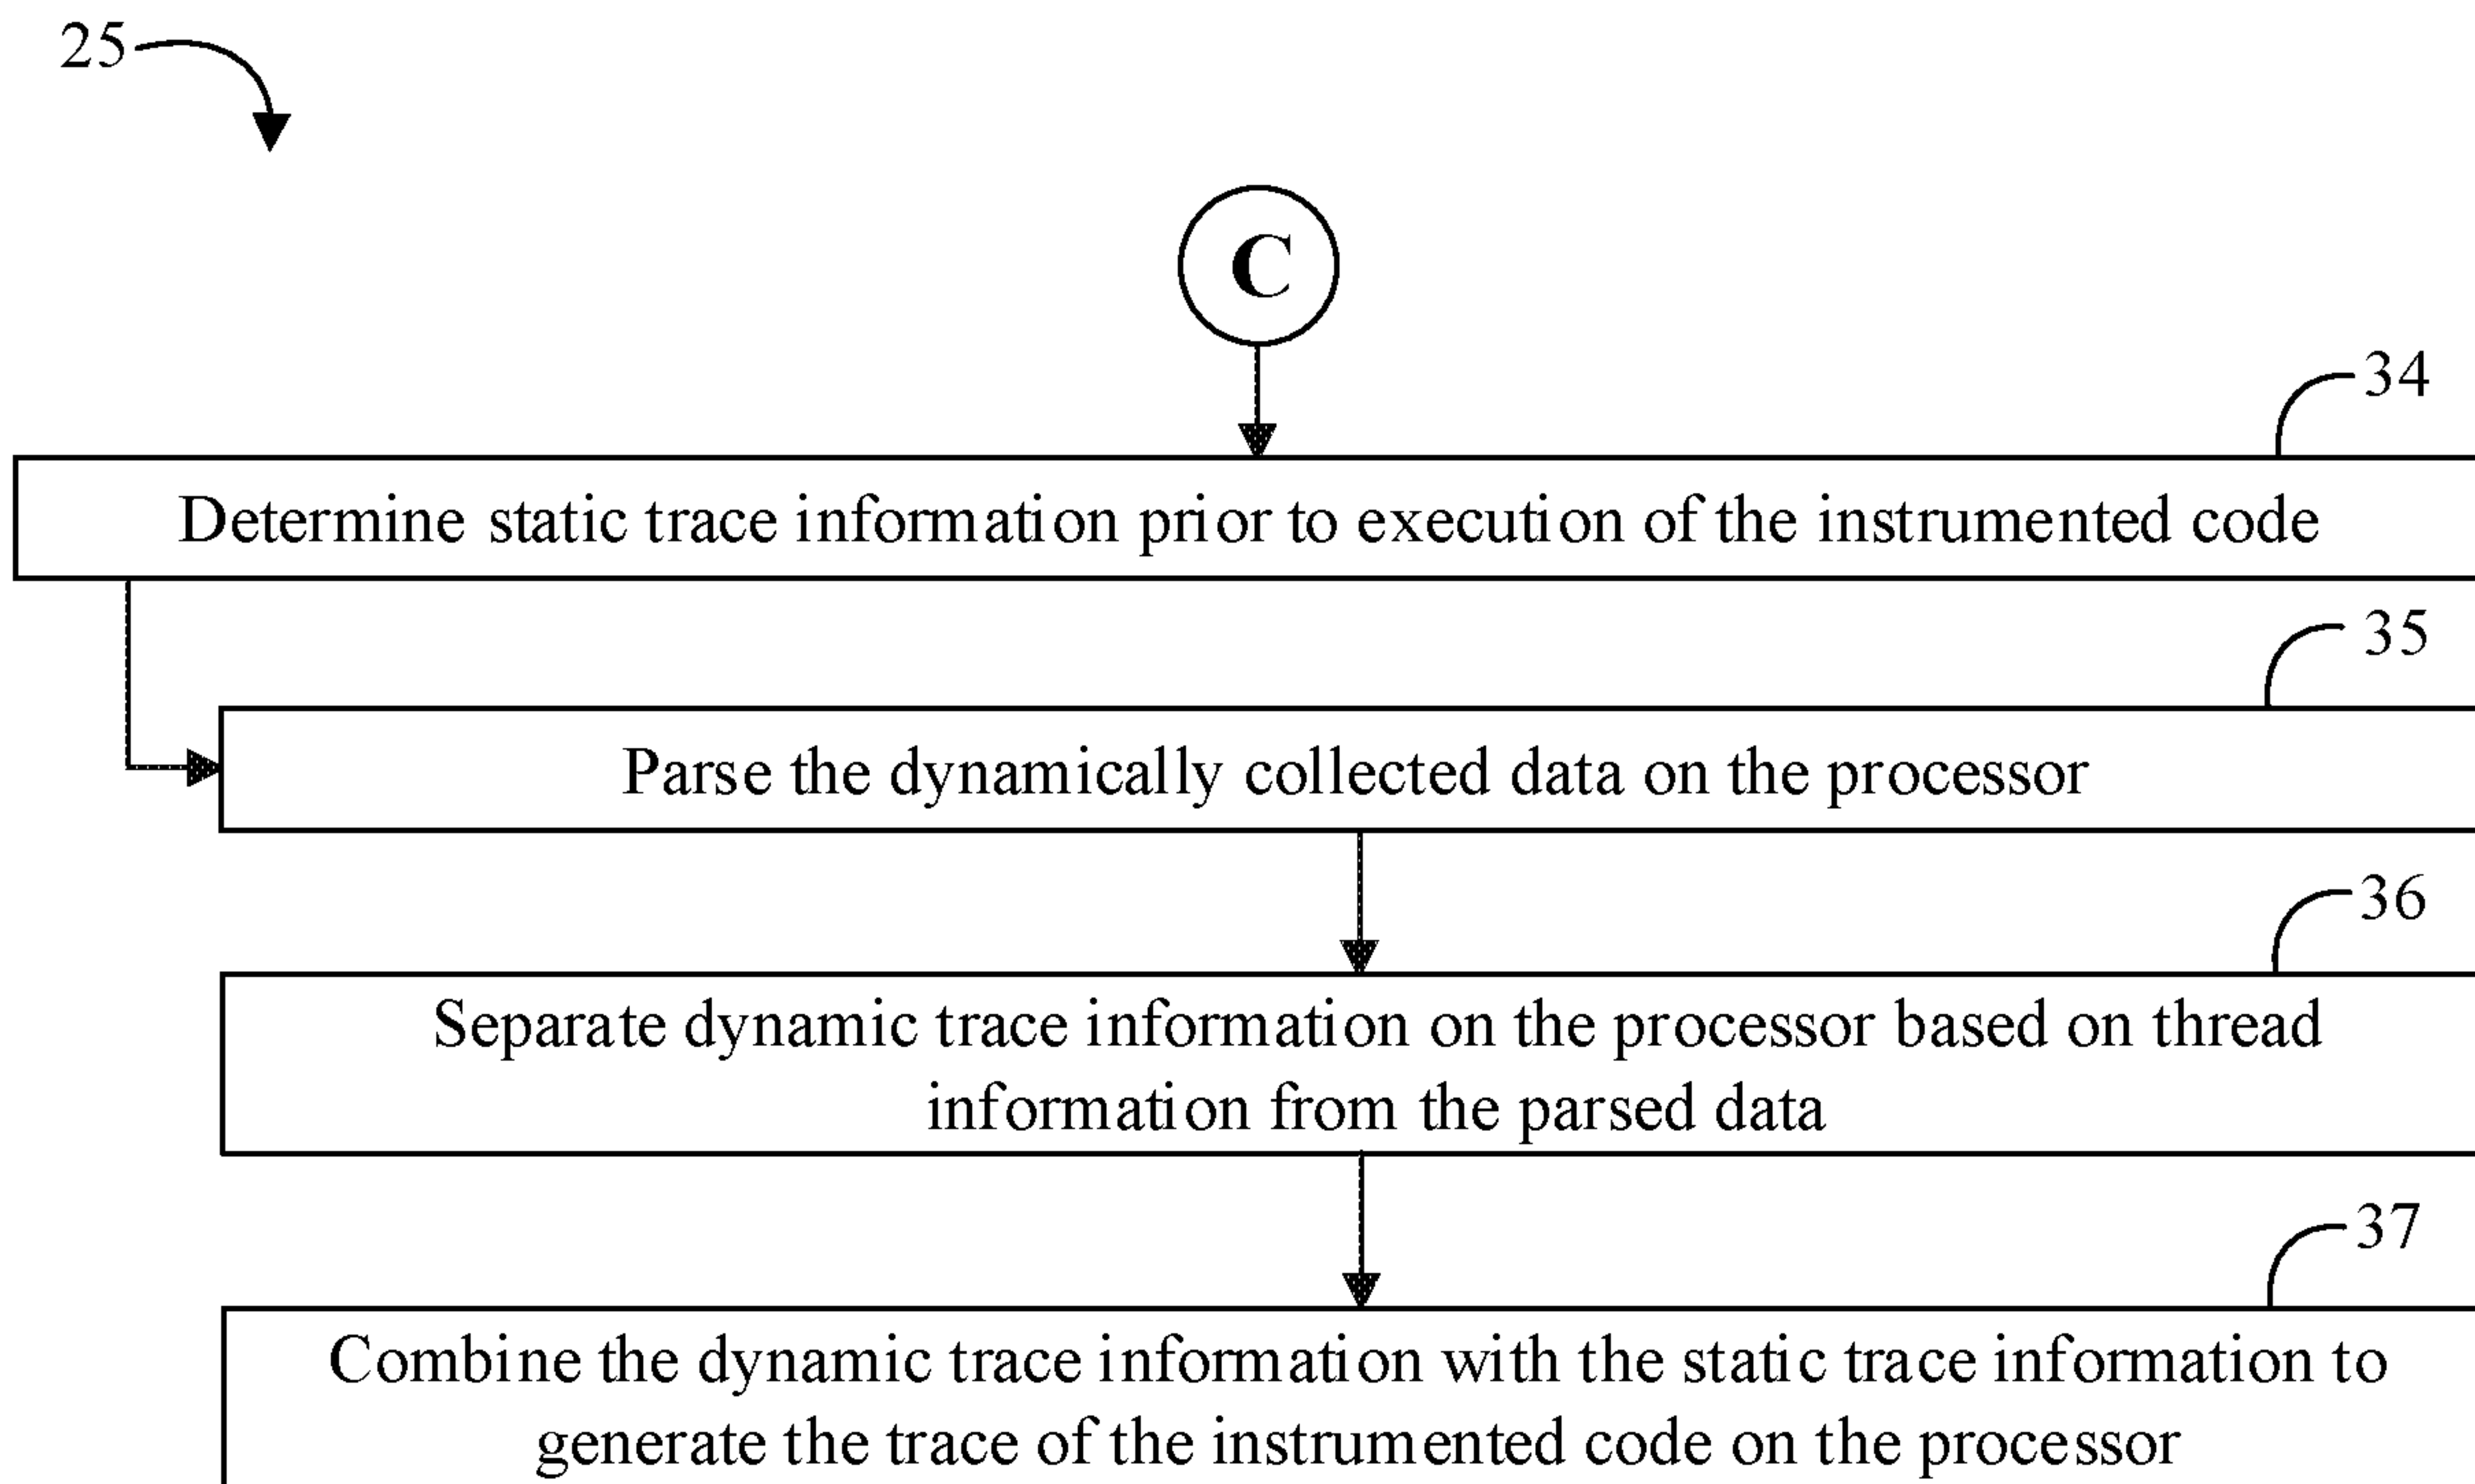 25
C
34
Determine static trace information prior to execution of the instrumented code
35
Parse the dynamically collected data on the processor
36
Separate dynamic trace information on the processor based on thread
information from the parsed data
37
Combine the dynamic trace information with the static trace information to
generate the trace of the instrumented code on the processor